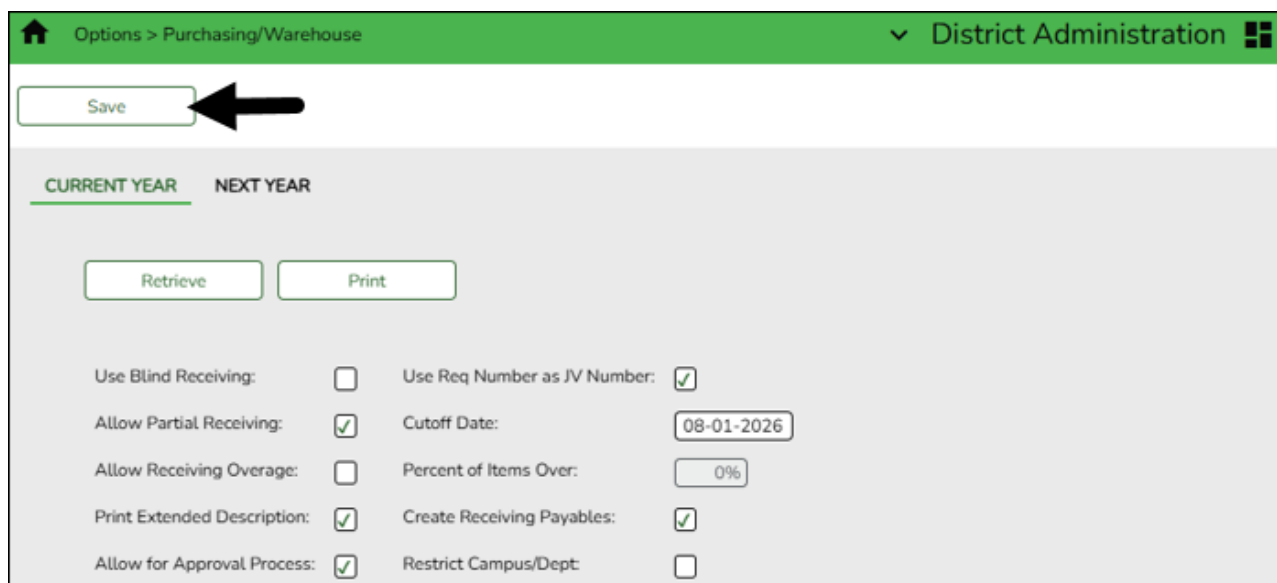 Options > Purchasing/Warehouse District Administration
Save
CURRENT YEAR NEXT YEAR
Retrieve Print
Use Blind Receiving: Use Req Number as JV Number:
Allow Partial Receiving: Cutoff Date: 08-01-2026
Allow Receiving Overage: Percent of Items Over: 0%
Print Extended Description: Create Receiving Payables:
Allow for Approval Process: Restrict Campus/Dept: